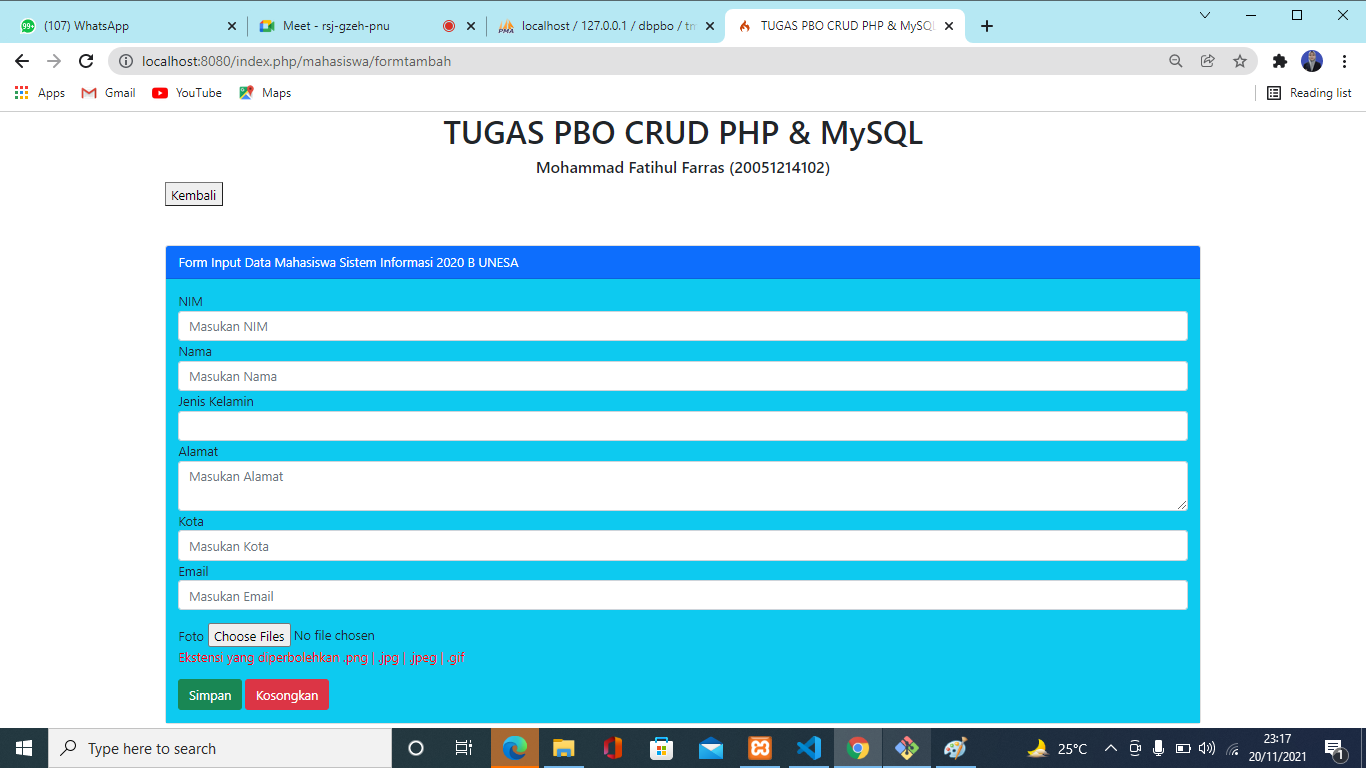 (107) WhatsApp
Meet - rsj-gzeh-pnu
localhost / 127.0.0.1 / dbpbo / tm
TUGAS PBO CRUD PHP & MySQL
localhost:8080/index.php/mahasiswa/formtambah
Apps
Gmail
YouTube
Maps
Reading list
TUGAS PBO CRUD PHP & MySQL
Mohammad Fatihul Farras (20051214102)
Kembali
Form Input Data Mahasiswa Sistem Informasi 2020 B UNESA
NIM
Masukan NIM
Nama
Masukan Nama
Jenis Kelamin
Alamat
Masukan Alamat
Kota
Masukan Kota
Email
Masukan Email
Foto Choose Files No file chosen
Ekstensi yang diperbolehkan .png | .jpg | .jpeg | .gif
Simpan Kosongkan
Type here to search
25°C
23:17
20/11/2021
1